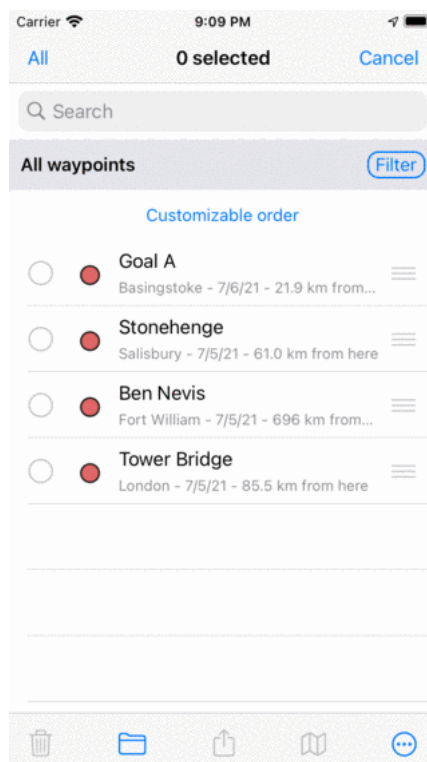 Carrier 9:09 PM
All 0 selected Cancel
Search
All waypoints Filter
Customizable order
Goal A
Basingstoke - 7/6/21 - 21.9 km from...
Stonehenge
Salisbury - 7/5/21 - 61.0 km from here
Ben Nevis
Fort William - 7/5/21 - 696 km from...
Tower Bridge
London - 7/5/21 - 85.5 km from here